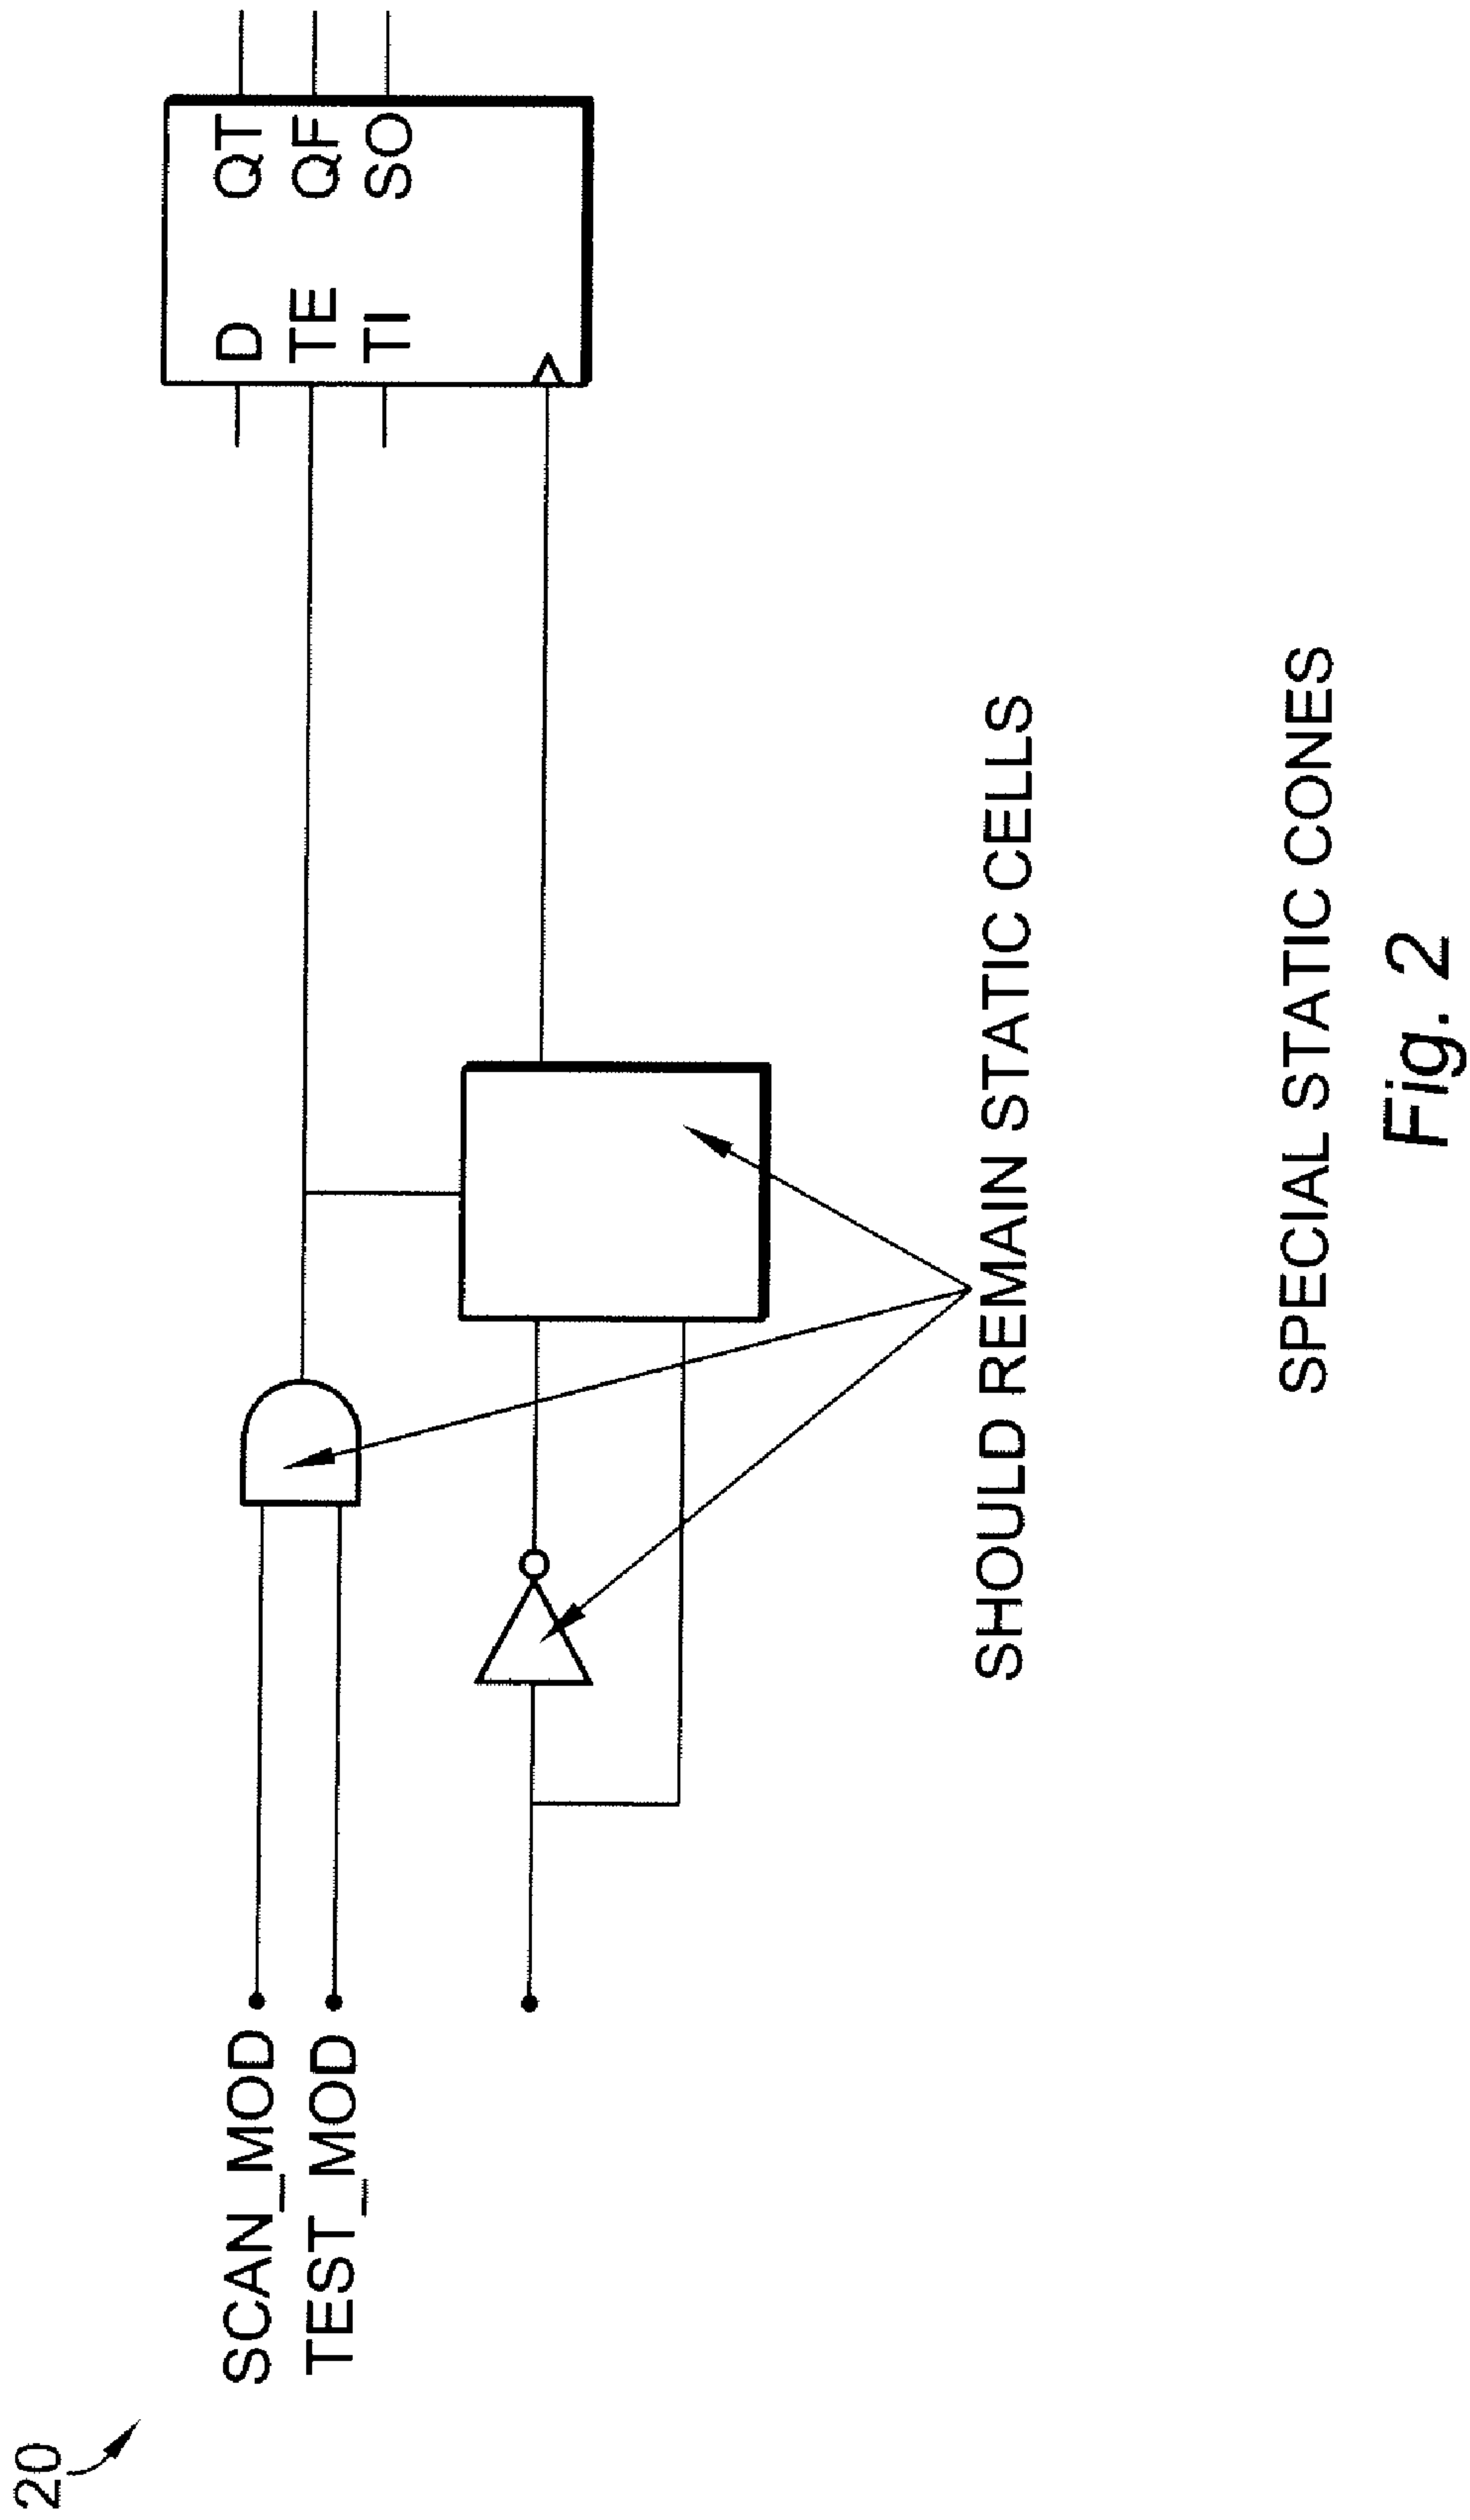 20
SCAN_MOD
TEST_MOD
D QT
TE QF
TI SO
SHOULD REMAIN STATIC CELLS
SPECIAL STATIC CONES
Fig. 2